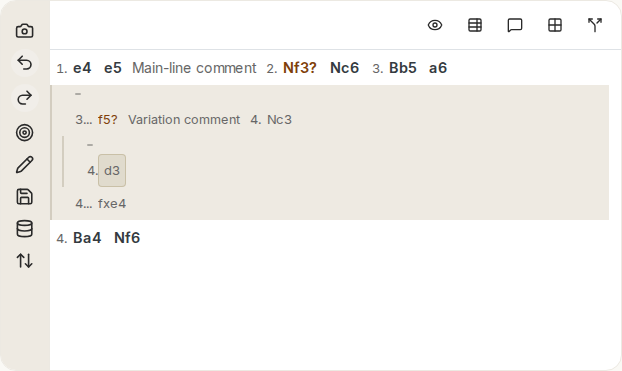 1. e4 e5 Main-line comment 2. Nf3? Nc6 3. Bb5 a6
–
3... f5? Variation comment 4. Nc3
–
4. d3
4... fxe4
4. Ba4 Nf6